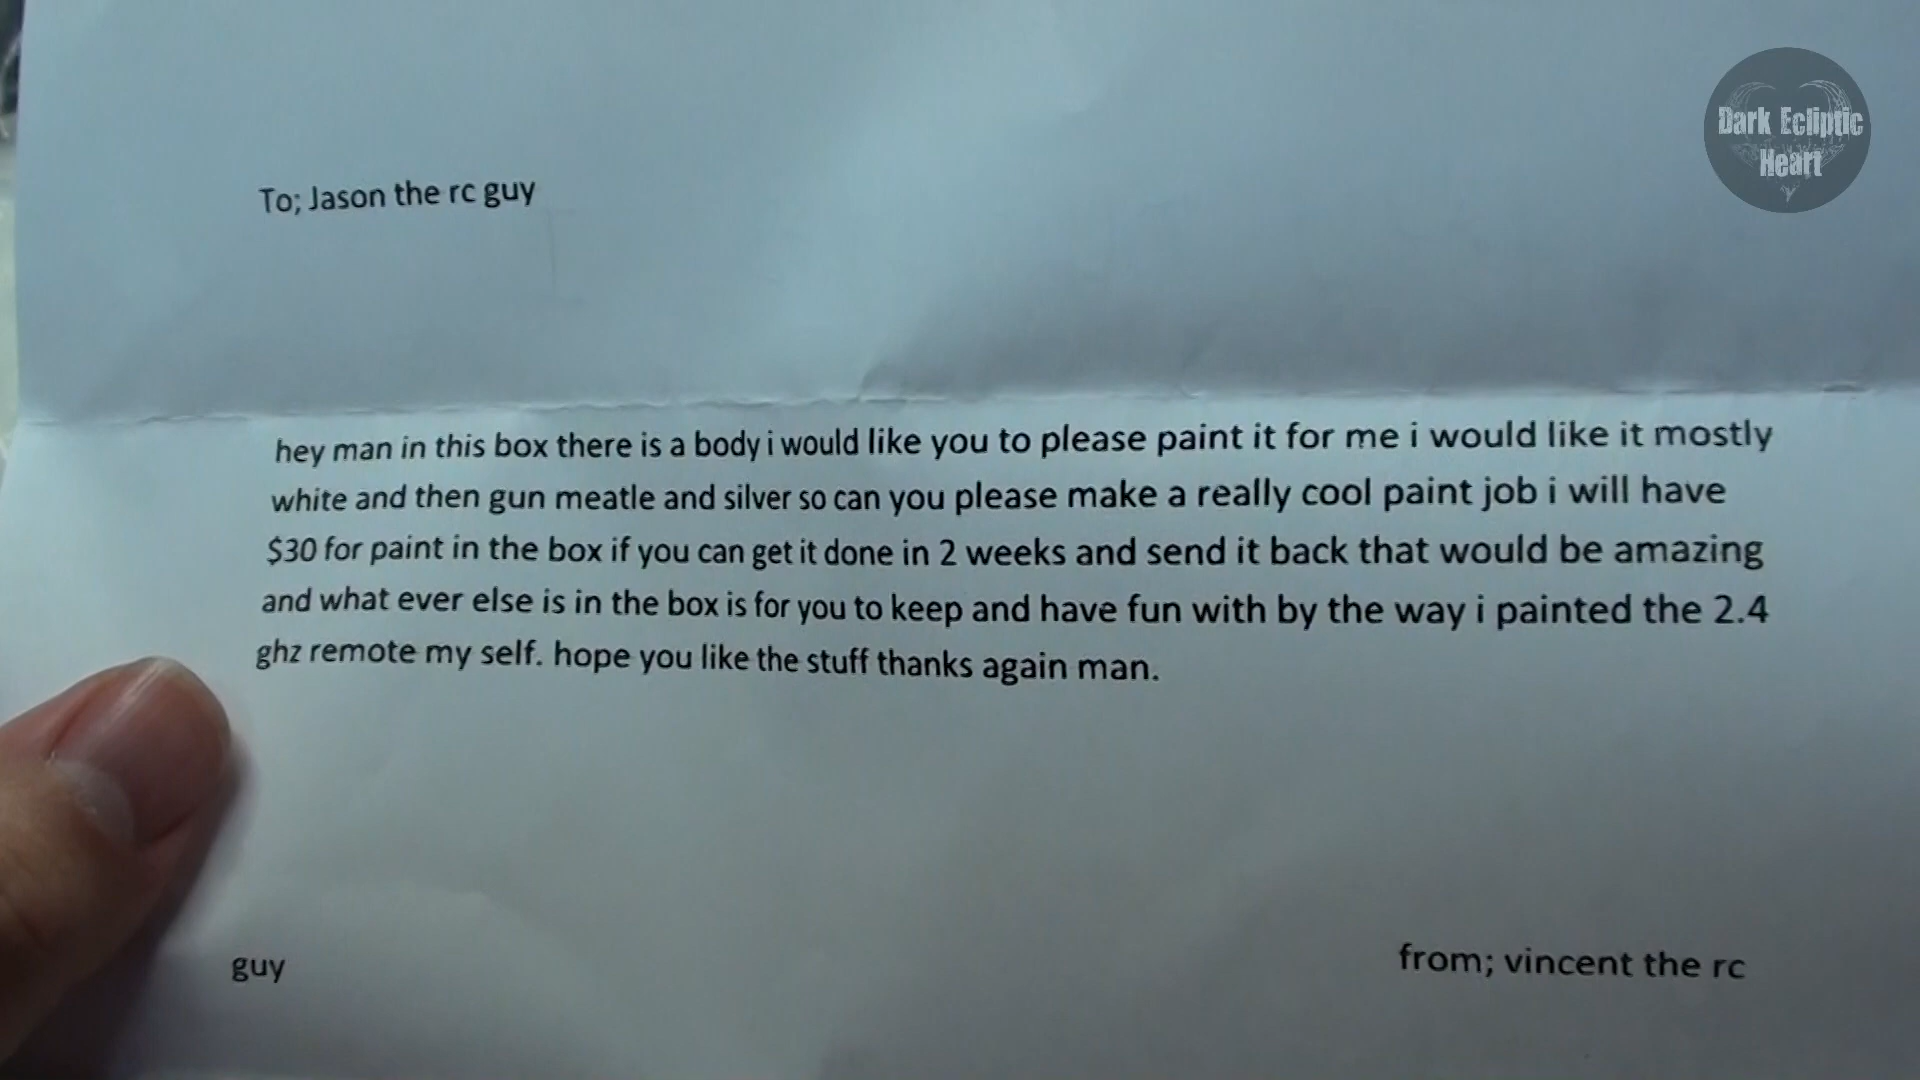 Dark Ecliptic
Heart
To; Jason the rc guy
hey man in this box there is a body i would like you to please paint it for me i would like it mostly
white and then gun meatle and silver so can you please make a really cool paint job i will have
$30 for paint in the box if you can get it done in 2 weeks and send it back that would be amazing
and what ever else is in the box is for you to keep and have fun with by the way i painted the 2.4
ghz remote my self. hope you like the stuff thanks again man.
from; vincent the rc
guy